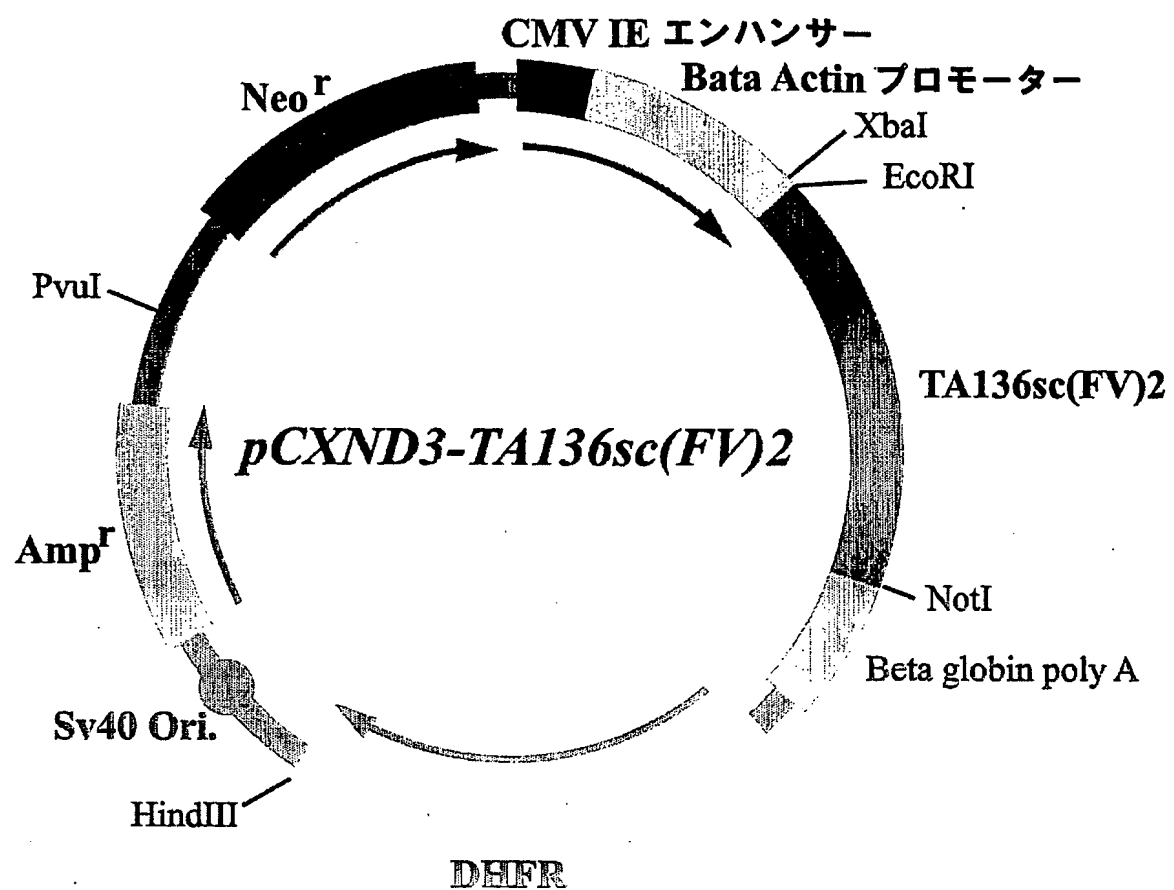 CMV IE エンハンサー
Bata Actin プロモーター
Neo r
XbaI
EcoRI
PvuI
TA136sc(FV)2
pCXND3-TA136sc(FV)2
Amp r
NotI
Beta globin poly A
Sv40 Ori.
HindIII
DHFR